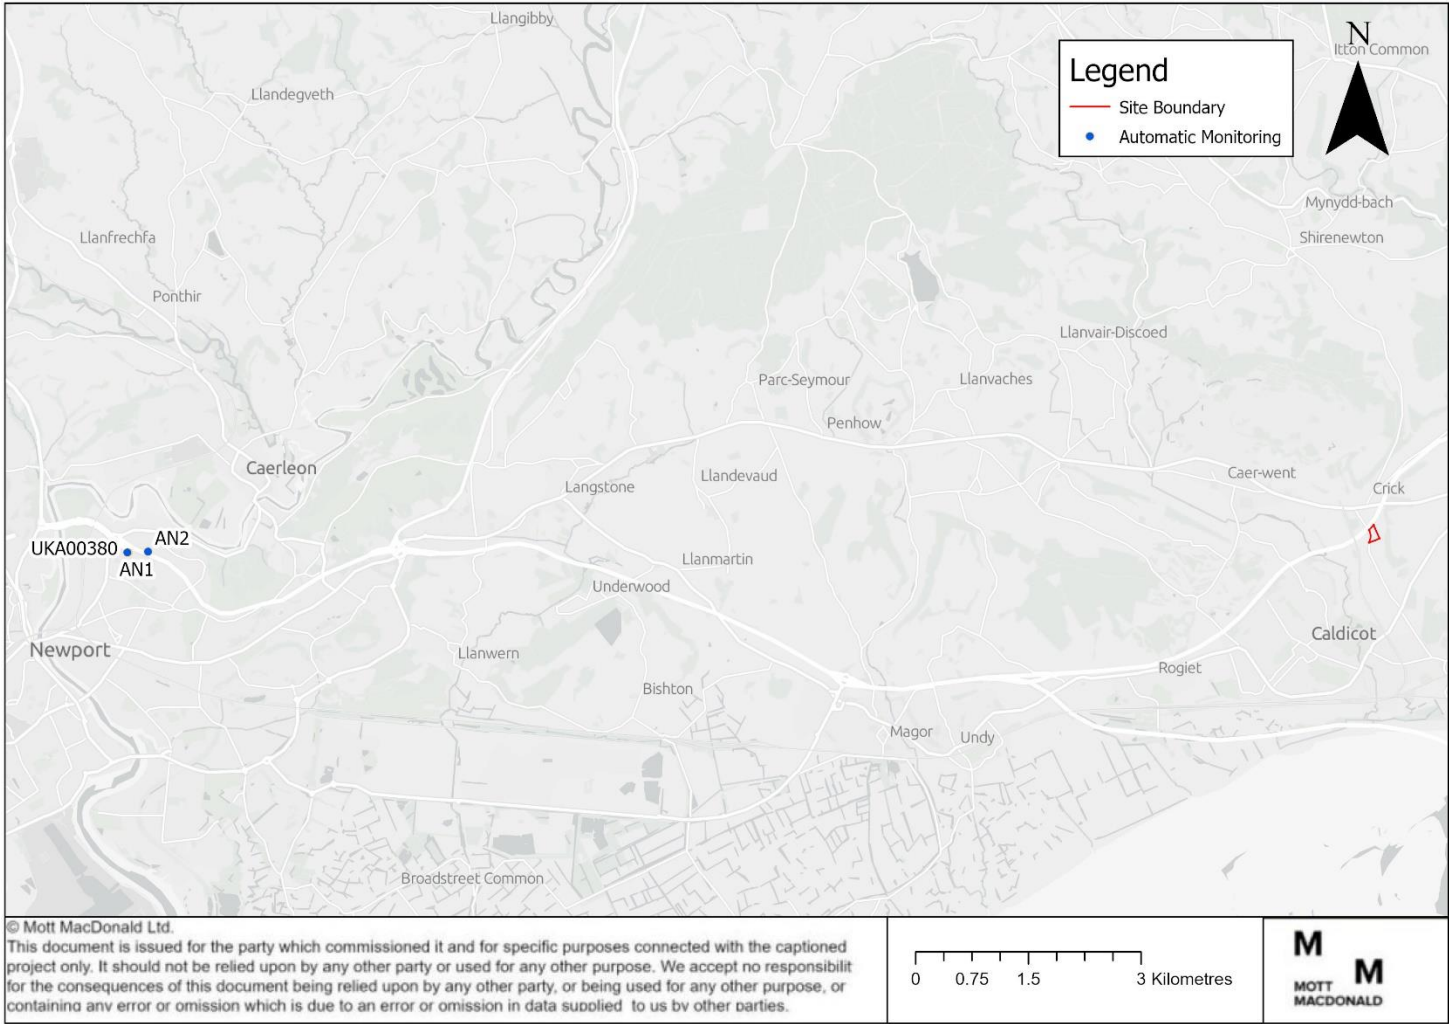 Llangibby
Legend
Site Boundary
Automatic Monitoring
N
Itton Common
Llandegveth
Mynydd-bach
Llanfrechfa
Shirenewton
Ponthir
Llanvair-Discoed
Parc-Seymour
Llanvaches
Penhow
Caerleon
Langstone
Llandevaud
Caer-went
Crick
UKA00380
AN2
AN1
Llanmartin
Underwood
Newport
Llanwern
Caldicot
Rogiet
Bishton
Magor
Undy
Broadstreet Common
© Mott MacDonald Ltd.
This document is issued for the party which commissioned it and for specific purposes connected with the captioned
project only. It should not be relied upon by any other party or used for any other purpose. We accept no responsibilit
for the consequences of this document being relied upon by any other party, or being used for any other purpose, or
containing any error or omission which is due to an error or omission in data supplied to us by other parties.
0 0.75 1.5 3 Kilometres
M
M
MOTT
MACDONALD